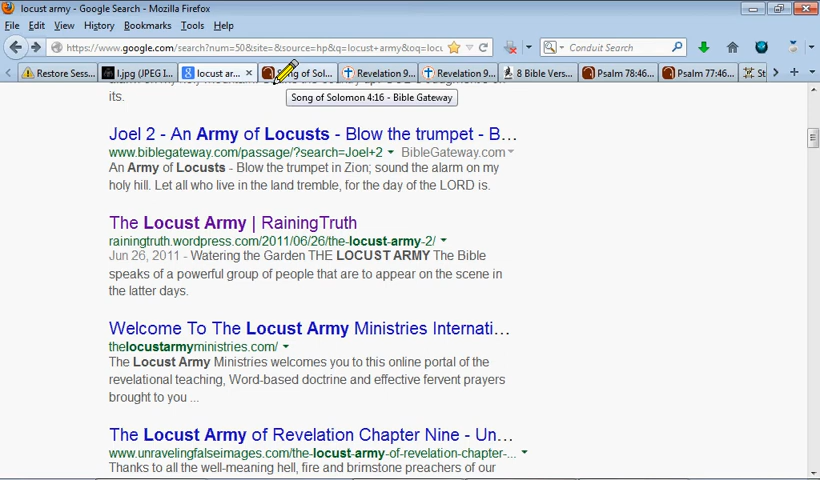 locust army - Google Search - Mozilla Firefox
File Edit View History Bookmarks Tools Help
https://www.google.com/search?num=50&site=&source=hp&q=locust+army&oq=locu
Conduit Search
Restore Sess... I.jpg (JPEG I... locust ar... Song of Sol... Revelation 9... Revelation 9... 8 Bible Vers... Psalm 78:46... Psalm 77:46... St
Song of Solomon 4:16 - Bible Gateway
its.
Joel 2 - An Army of Locusts - Blow the trumpet - B...
www.biblegateway.com/passage/?search=Joel+2 BibleGateway.com
An Army of Locusts - Blow the trumpet in Zion; sound the alarm on my
holy hill. Let all who live in the land tremble, for the day of the LORD is.
The Locust Army | RainingTruth
rainingtruth.wordpress.com/2011/06/26/the-locust-army-2/
Jun 26, 2011 - Watering the Garden THE LOCUST ARMY The Bible
speaks of a powerful group of people that are to appear on the scene in
the latter days.
Welcome To The Locust Army Ministries Internati...
thelocustarmyministries.com/
The Locust Army Ministries welcomes you to this online portal of the
revelational teaching, Word-based doctrine and effective fervent prayers
brought to you ...
The Locust Army of Revelation Chapter Nine - Un...
www.unravelingfalseimages.com/the-locust-army-of-revelation-chapter-...
Thanks to all the well-meaning hell, fire and brimstone preachers of our